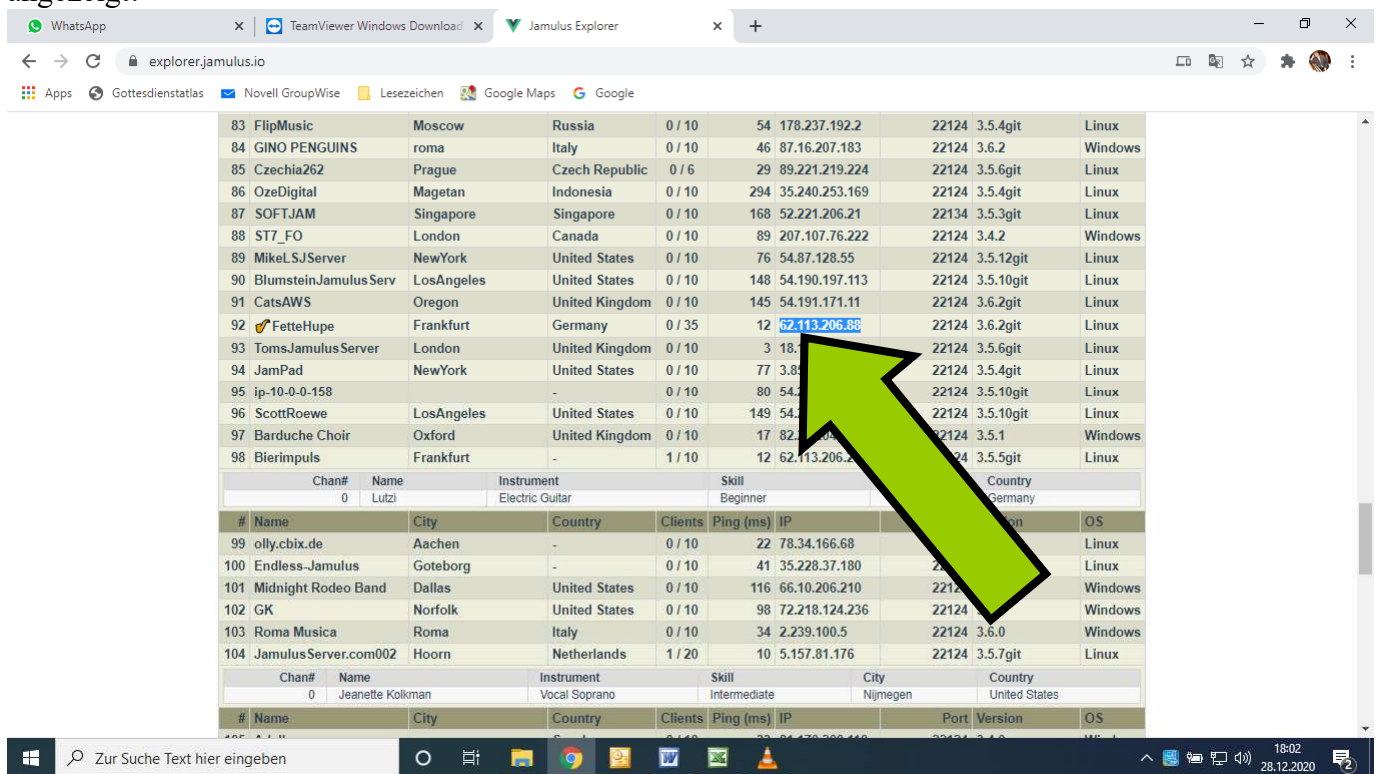 WhatsApp TeamViewer Windows Download Jamulus Explorer
explorer.jamulus.io
Apps Gottesdienstatlas Novell GroupWise Lesezeichen Google Maps Google
83 FlipMusic Moscow Russia 0 / 10 54 178.237.192.2 22124 3.5.4git Linux
84 GINO PENGUINS roma Italy 0 / 10 46 87.16.207.183 22124 3.6.2 Windows
85 Czechia262 Prague Czech Republic 0 / 6 29 89.221.219.224 22124 3.5.6git Linux
86 OzeDigital Magetan Indonesia 0 / 10 294 35.240.253.169 22124 3.5.4git Linux
87 SOFTJAM Singapore Singapore 0 / 10 168 52.221.206.21 22134 3.5.3git Linux
88 ST7_FO London Canada 0 / 10 89 207.107.76.222 22124 3.4.2 Windows
89 MikeLSJServer NewYork United States 0 / 10 76 54.87.128.55 22124 3.5.12git Linux
90 BlumsteinJamulusServ LosAngeles United States 0 / 10 148 54.190.197.113 22124 3.5.10git Linux
91 CatsAWS Oregon United Kingdom 0 / 10 145 54.191.171.11 22124 3.6.2git Linux
92 FetteHupe Frankfurt Germany 0 / 35 12 62.113.206.88 22124 3.6.2git Linux
93 TomsJamulusServer London United Kingdom 0 / 10 3 18. 22124 3.5.6git Linux
94 JamPad NewYork United States 0 / 10 77 22124 3.5.4git Linux
95 ip-10-0-0-158 - 0 / 10 80 22124 3.5.10git Linux
96 ScottRoewe LosAngeles United States 0 / 10 149 22124 3.5.10git Linux
97 Barduche Choir Oxford United Kingdom 0 / 10 17 3.5.1 Windows
98 Bierimpuls Frankfurt - 1 / 10 12 3.5.5git Linux
Chan# Name Instrument Skill Country
0 Lutzi Electric Guitar Beginner Germany
# Name City Country Clients Ping (ms) IP OS
99 olly.cbix.de Aachen - 0 / 10 22 78.34.166.68 Linux
100 Endless-Jamulus Goteborg - 0 / 10 41 35.228.37.180 Linux
101 Midnight Rodeo Band Dallas United States 0 / 10 116 66.10.206.210 Windows
102 GK Norfolk United States 0 / 10 98 72.218.124.236 22124 Windows
103 Roma Musica Roma Italy 0 / 10 34 2.239.100.5 22124 3.6.0 Windows
104 JamulusServer.com002 Hoorn Netherlands 1 / 20 10 5.157.81.176 22124 3.5.7git Linux
Chan# Name Instrument Skill City Country
0 Jeanette Kolkman Vocal Soprano Intermediate Nijmegen United States
# Name City Country Clients Ping (ms) IP Port Version OS
Zur Suche Text hier eingeben 18:02
28.12.2020 2